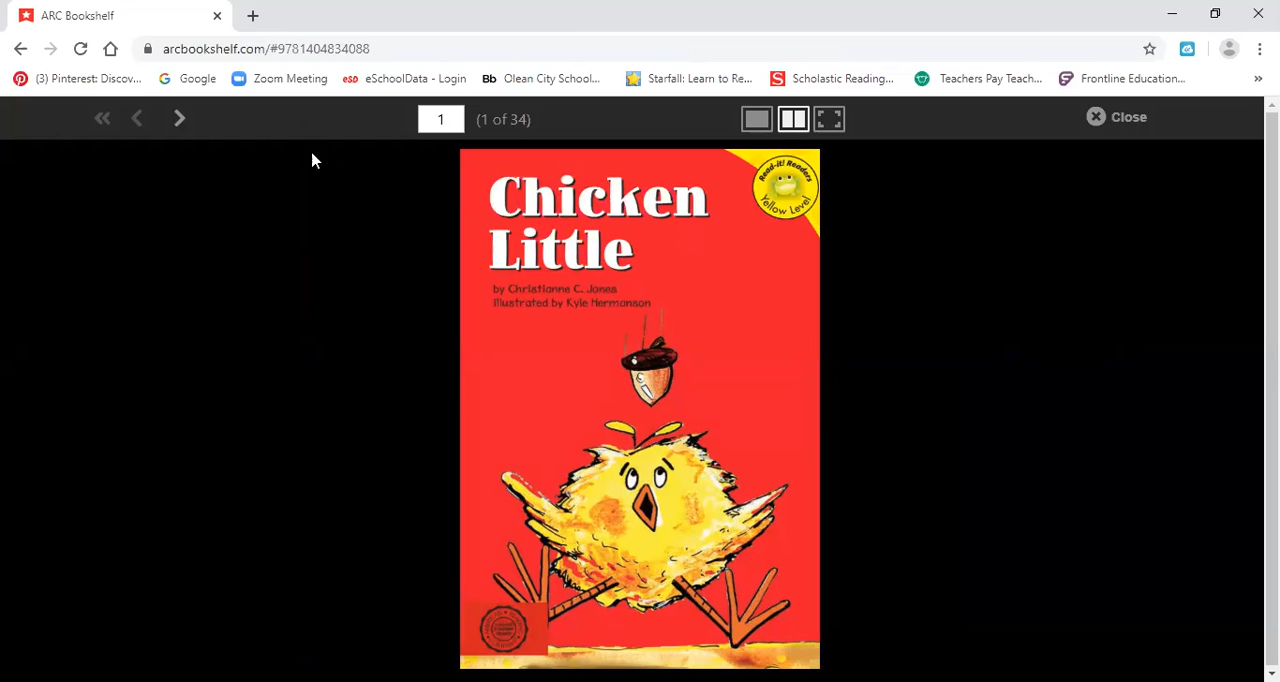 ARC Bookshelf
arcbookshelf.com/#9781404834088
(3) Pinterest: Discov... Google Zoom Meeting esD eSchoolData - Login Bb Olean City School... Starfall: Learn to Re... S Scholastic Reading... Teachers Pay Teach... Frontline Education...
1 (1 of 34) Close
Read-it! Readers
Yellow Level
Chicken
Little
by Christianne C. Jones
illustrated by Kyle Hermanson